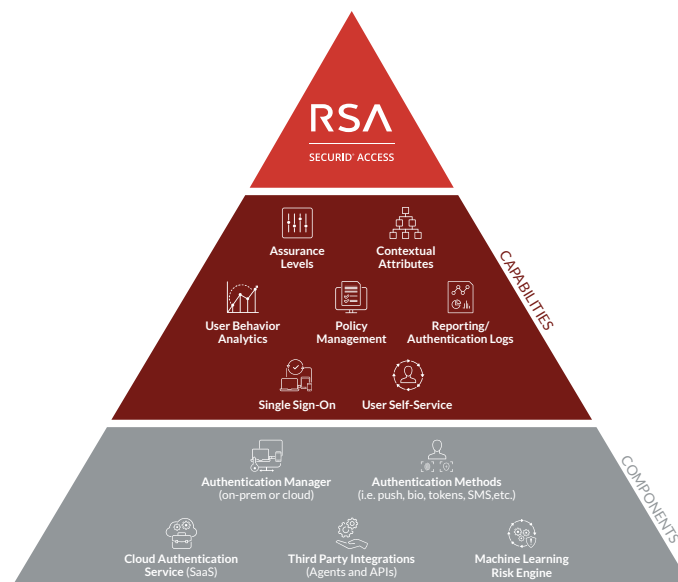 RSA
SECURID® ACCESS
Assurance
Levels
Contextual
Attributes
CAPABILITIES
User Behavior
Analytics
Policy
Management
Reporting/
Authentication Logs
Single Sign-On
User Self-Service
COMPONENTS
Authentication Manager
(on-prem or cloud)
Authentication Methods
(i.e. push, bio, tokens, SMS,etc.)
Cloud Authentication
Service (SaaS)
Third Party Integrations
(Agents and APIs)
Machine Learning
Risk Engine